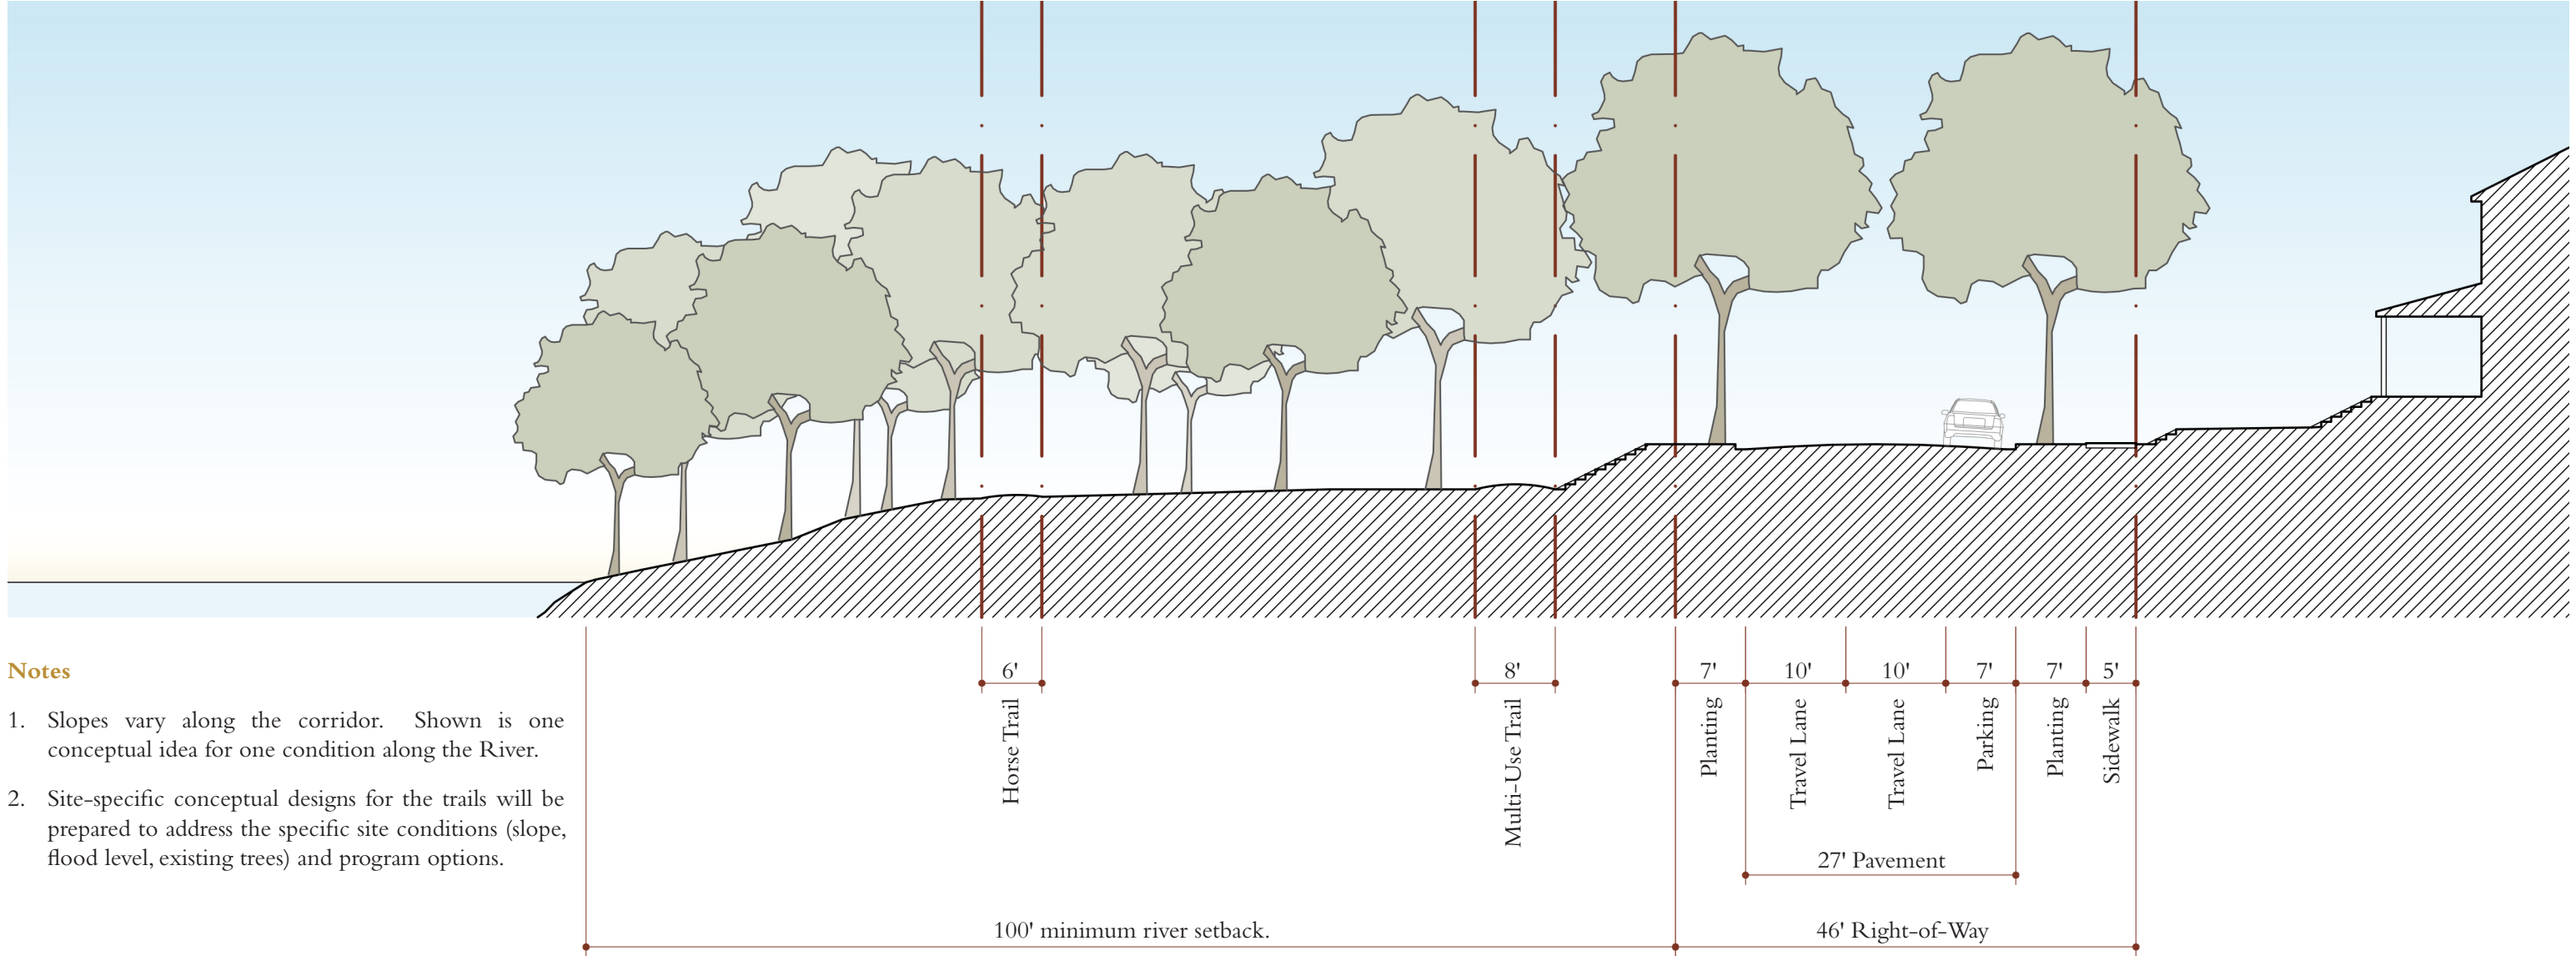 6'
8'
7'
10'
10'
7'
7'
5'
Horse Trail
Multi-Use Trail
Planting
Travel Lane
Travel Lane
Parking
Planting
Sidewalk
27' Pavement
100' minimum river setback.
46' Right-of-Way
Notes
1. Slopes vary along the corridor. Shown is one
conceptual idea for one condition along the River.
2. Site-specific conceptual designs for the trails will be
prepared to address the specific site conditions (slope,
flood level, existing trees) and program options.